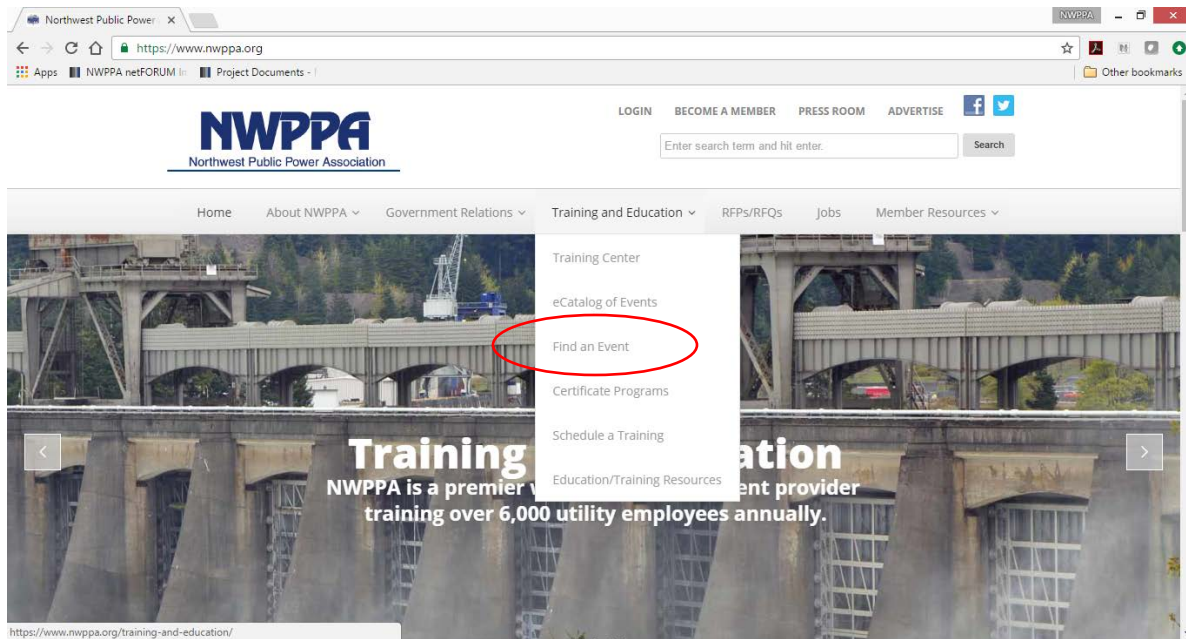 Northwest Public Power
NWPPA
https://www.nwppa.org
Apps NWPPA netFORUM Project Documents - Other bookmarks
LOGIN BECOME A MEMBER PRESS ROOM ADVERTISE
NWPPA
Northwest Public Power Association
Enter search term and hit enter. Search
Home About NWPPA Government Relations Training and Education RFPs/RFQs Jobs Member Resources
Training Center
eCatalog of Events
Find an Event
Certificate Programs
Schedule a Training
Education/Training Resources
Training ation
NWPPA is a premier ent provider
training over 6,000 utility employees annually.
https://www.nwppa.org/training-and-education/